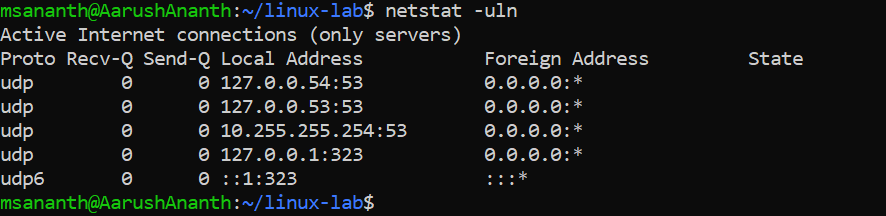 msananth@AarushAnanth:~/linux-lab$ netstat -uln
Active Internet connections (only servers)
Proto Recv-Q Send-Q Local Address           Foreign Address         State
udp        0      0 127.0.0.54:53           0.0.0.0:*
udp        0      0 127.0.0.53:53           0.0.0.0:*
udp        0      0 10.255.255.254:53       0.0.0.0:*
udp        0      0 127.0.0.1:323           0.0.0.0:*
udp6       0      0 ::1:323                 :::*
msananth@AarushAnanth:~/linux-lab$